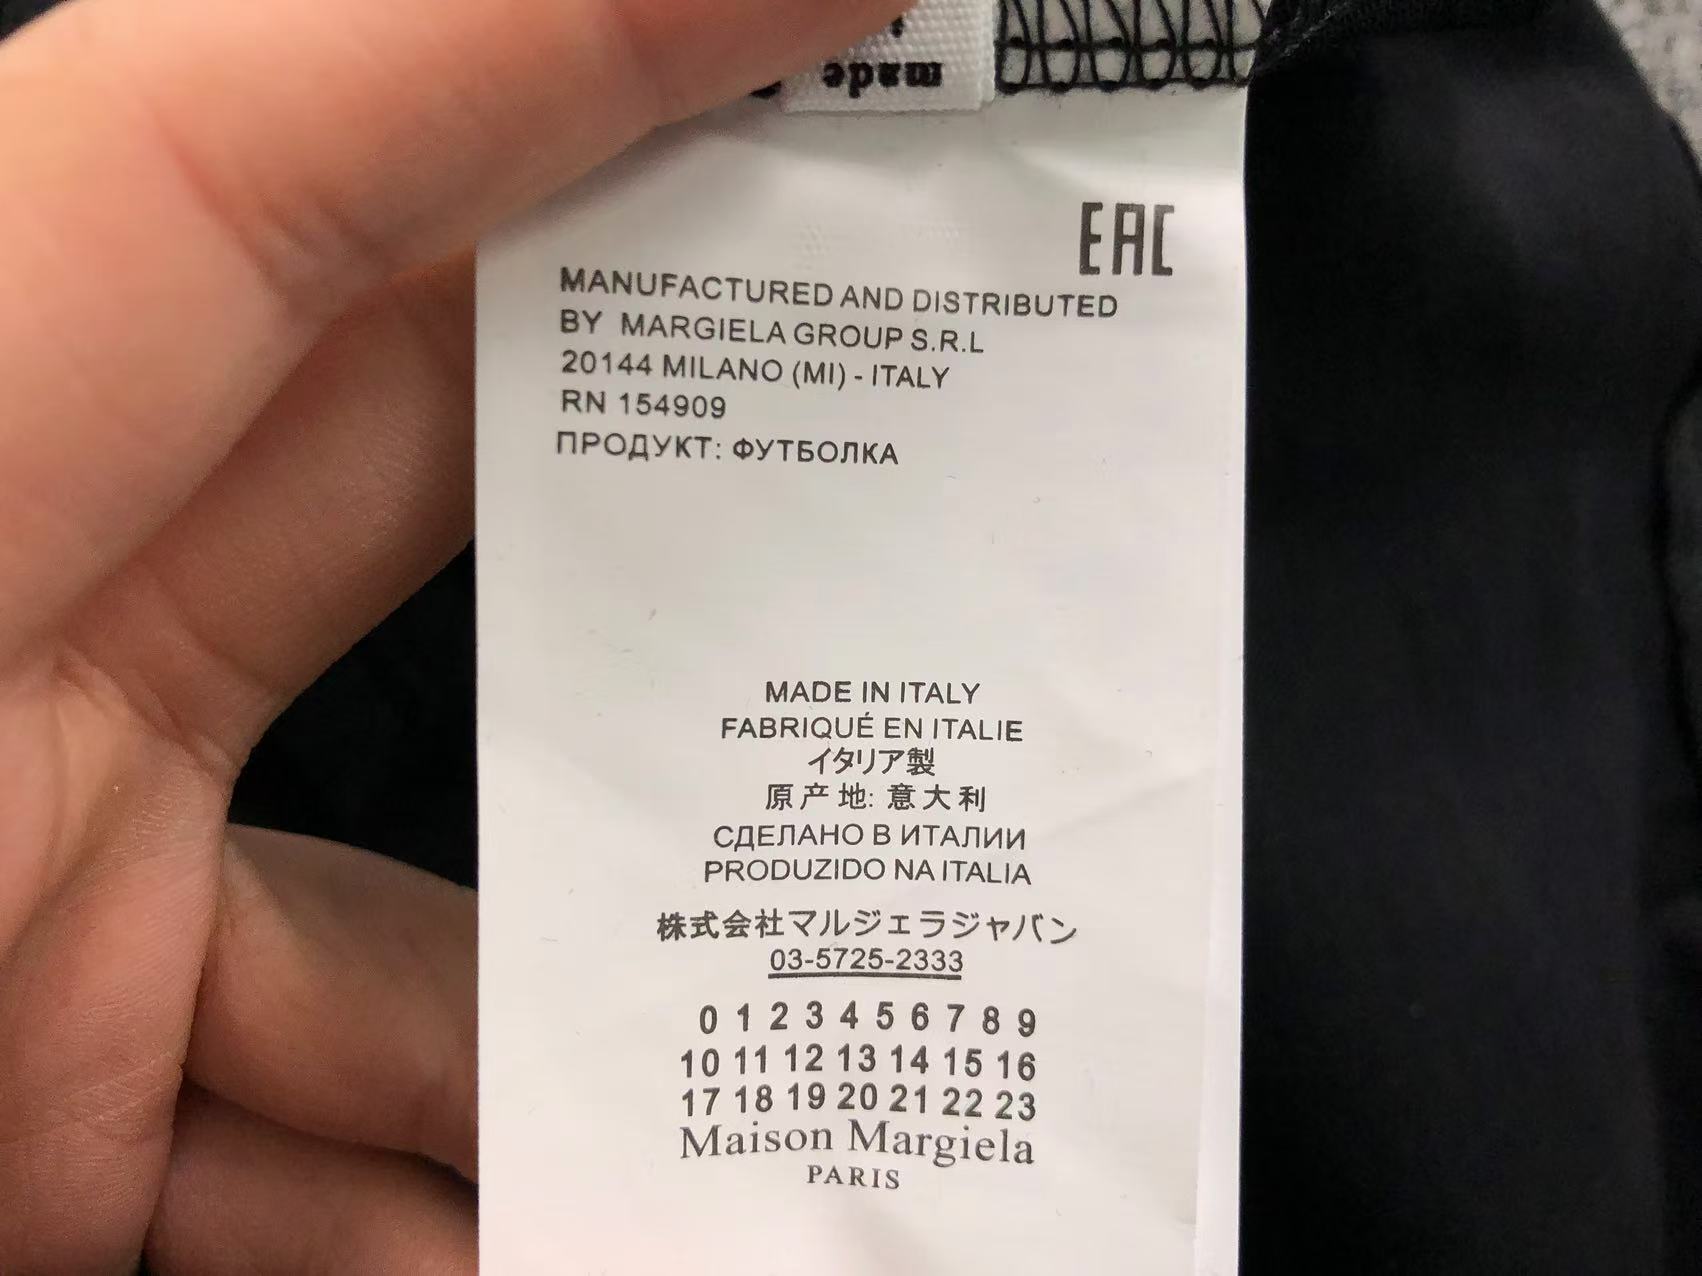 made
EAC
MANUFACTURED AND DISTRIBUTED
BY MARGIELA GROUP S.R.L
20144 MILANO (MI) - ITALY
RN 154909
ПРОДУКТ: ФУТБОЛКА
MADE IN ITALY
FABRIQUÉ EN ITALIE
イタリア製
原产地: 意大利
СДЕЛАНО В ИТАЛИИ
PRODUZIDO NA ITALIA
株式会社マルジェラジャパン
03-5725-2333
0 1 2 3 4 5 6 7 8 9
10 11 12 13 14 15 16
17 18 19 20 21 22 23
Maison Margiela
PARIS